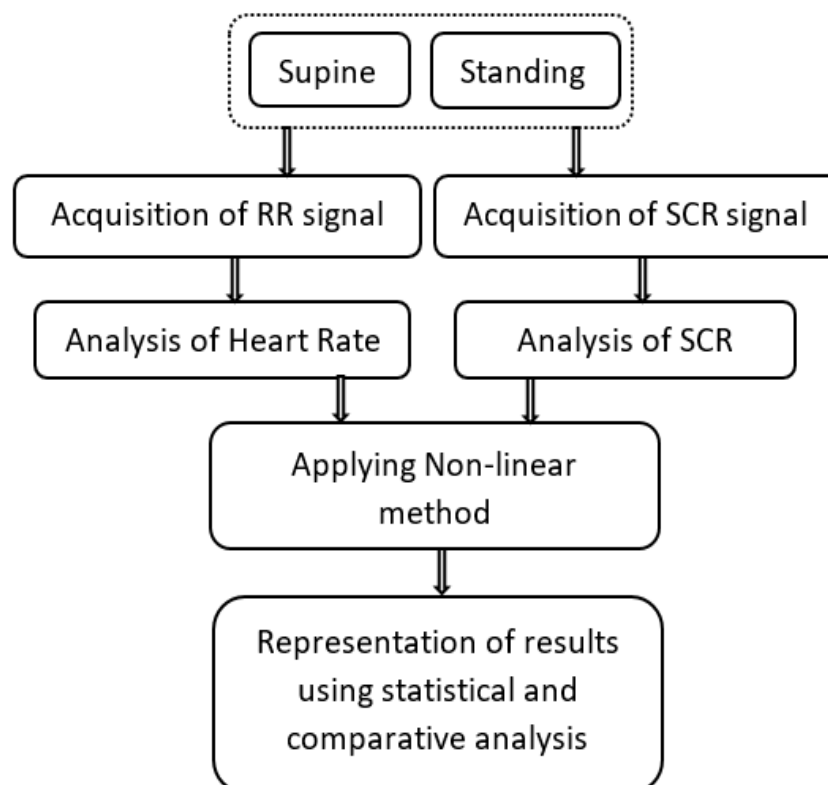 Supine
Standing
Acquisition of RR signal
Acquisition of SCR signal
Analysis of Heart Rate
Analysis of SCR
Applying Non-linear
method
Representation of results
using statistical and
comparative analysis